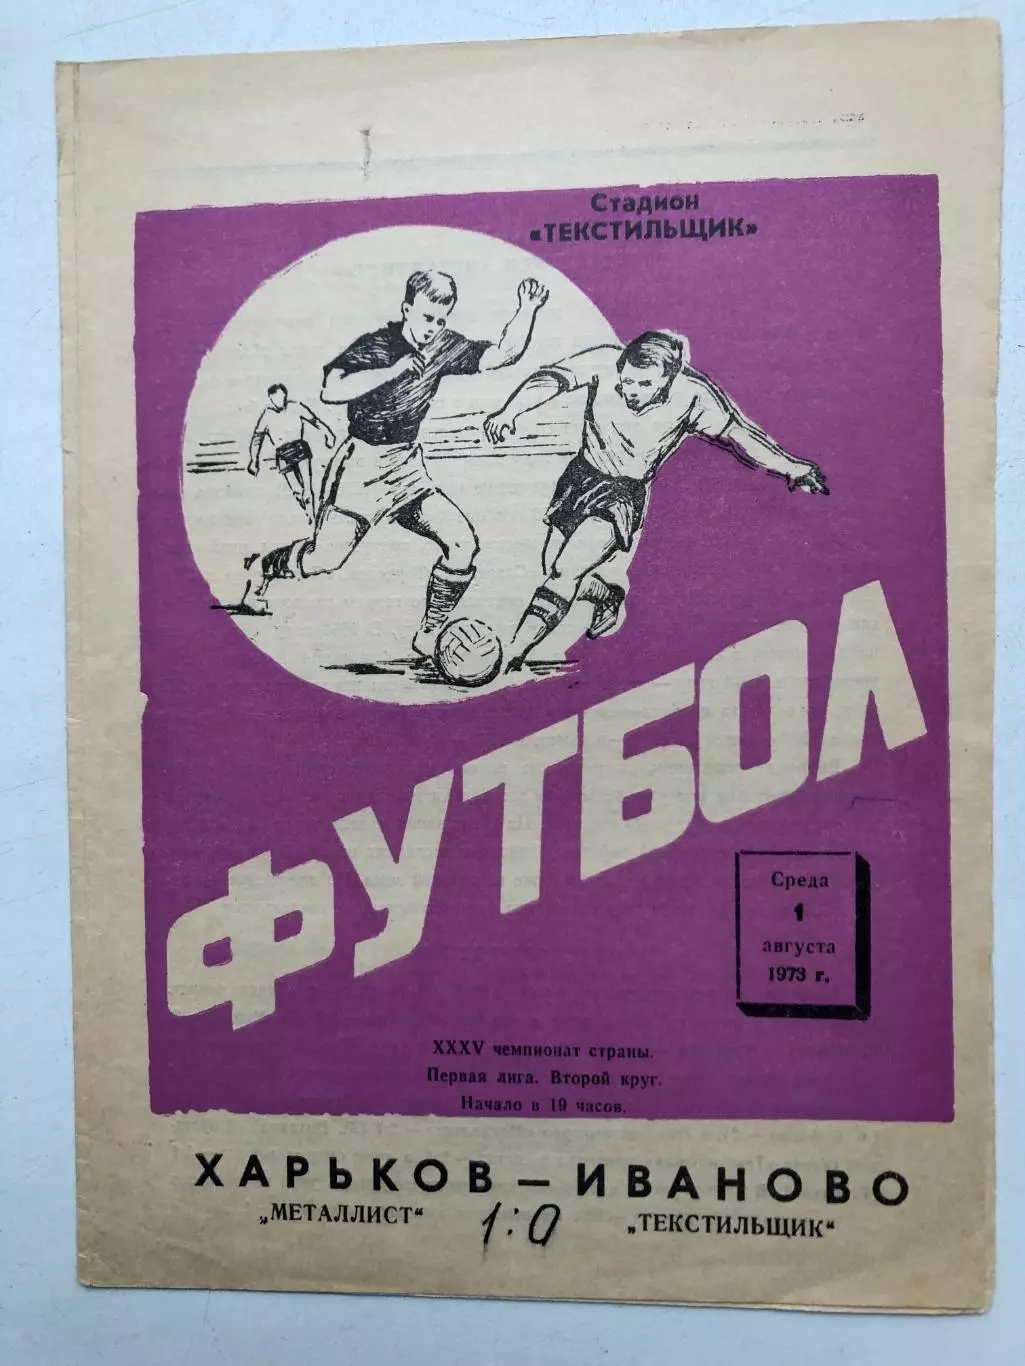 Стадион
«ТЕКСТИЛЬЩИК»
ФУТБОЛ
Среда
1
августа
1973 г.
XXXV чемпионат страны.
Первая лига. Второй круг.
Начало в 19 часов.
ХАРЬКОВ — ИВАНОВО
„МЕТАЛЛИСТ“ 1:0 „ТЕКСТИЛЬЩИК“